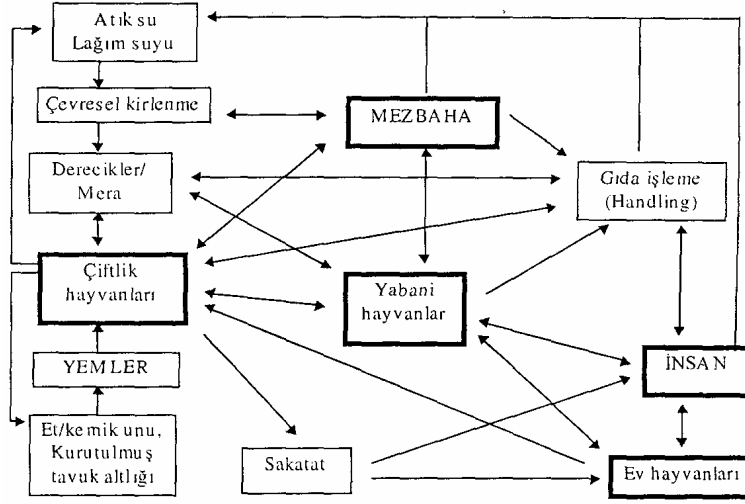 Atık su
Lağım suyu
Çevresel kirlenme
MEZBAHA
Derecikler/
Mera
Gıda işleme
(Handling)
Çiftlik
hayvanları
Yabani
hayvanlar
YEMLER
İNSAN
Et/kemik unu,
Kurutulmuş
tavuk altlığı
Sakatat
Ev hayvanları